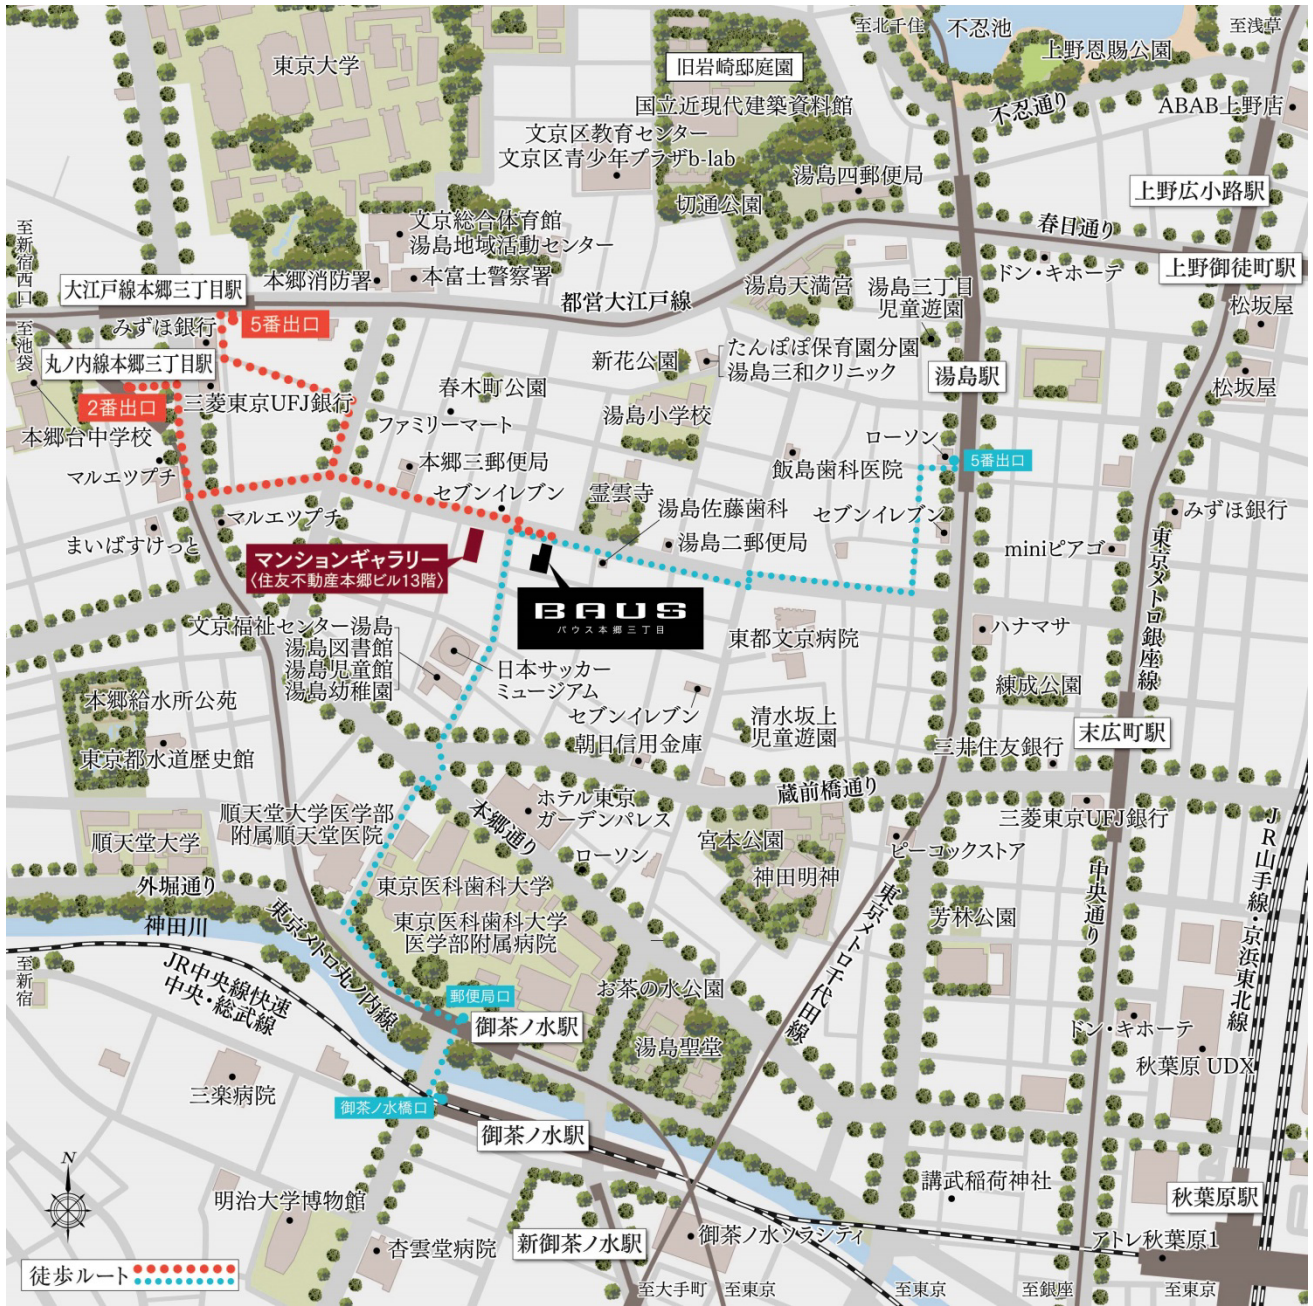 至北千住
不忍池
至浅草
上野恩賜公園
東京大学
旧岩崎邸庭園
国立近現代建築資料館
不忍通り
ABAB上野店
文京区教育センター
文京区青少年プラザb-lab
湯島四郵便局
上野広小路駅
切通公園
春日通り
文京総合体育館
湯島地域活動センター
至新宿西口
本郷消防署
本富士警察署
ドン・キホーテ
上野御徒町駅
大江戸線本郷三丁目駅
都営大江戸線
湯島天満宮
湯島三丁目
児童遊園
松坂屋
5番出口
みずほ銀行
至池袋
丸ノ内線本郷三丁目駅
新花公園
たんぽぽ保育園分園
湯島三和クリニック
湯島駅
松坂屋
2番出口
三菱東京UFJ銀行
春木町公園
湯島小学校
ファミリーマート
本郷台中学校
ローソン
5番出口
マルエツプチ
本郷三郵便局
飯島歯科医院
セブンイレブン
霊雲寺
湯島佐藤歯科
セブンイレブン
みずほ銀行
マルエツプチ
まいばすけっと
湯島二郵便局
miniピアゴ
東京メトロ銀座線
マンションギャラリー
〈住友不動産本郷ビル13階〉
BAUS
バウス本郷三丁目
文京福祉センター湯島
湯島図書館
湯島児童館
湯島幼稚園
日本サッカー
ミュージアム
東都文京病院
ハナマサ
練成公園
本郷給水所公苑
セブンイレブン
清水坂上
児童遊園
末広町駅
東京都水道歴史館
朝日信用金庫
三井住友銀行
蔵前橋通り
ホテル東京
ガーデンパレス
本郷通り
順天堂大学医学部
附属順天堂医院
三菱東京UFJ銀行
JR山手線・京浜東北線
順天堂大学
宮本公園
ピーコックストア
ローソン
外堀通り
東京医科歯科大学
神田明神
中央通り
神田川
東京医科歯科大学
医学部附属病院
芳林公園
東京メトロ丸ノ内線
東京メトロ千代田線
至新宿
JR中央線快速
中央・総武線
郵便局口
お茶の水公園
御茶ノ水駅
ドン・キホーテ
湯島聖堂
秋葉原 UDX
三楽病院
御茶ノ水橋口
御茶ノ水駅
N
講武稲荷神社
明治大学博物館
秋葉原駅
杏雲堂病院
新御茶ノ水駅
御茶ノ水ソラシティ
アトレ秋葉原1
徒歩ルート
至大手町
至東京
至東京
至銀座
至東京